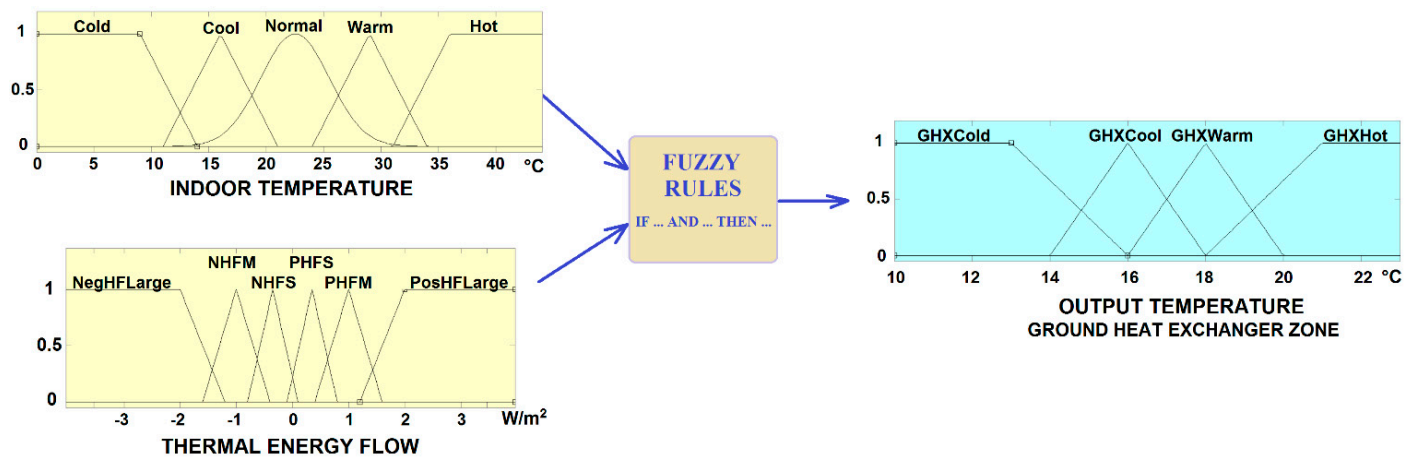 Cold Cool Normal Warm Hot
1
0.5
0
0 5 10 15 20 25 30 35 40 °C
INDOOR TEMPERATURE
NHFM PHFS
NegHFLarge NHFS PHFM PosHFLarge
1
0.5
0
-3 -2 -1 0 1 2 3 W/m²
THERMAL ENERGY FLOW
FUZZY
RULES
IF ... AND ... THEN ...
GHXCold GHXCool GHXWarm GHXHot
1
0.5
0
10 12 14 16 18 20 22 °C
OUTPUT TEMPERATURE
GROUND HEAT EXCHANGER ZONE